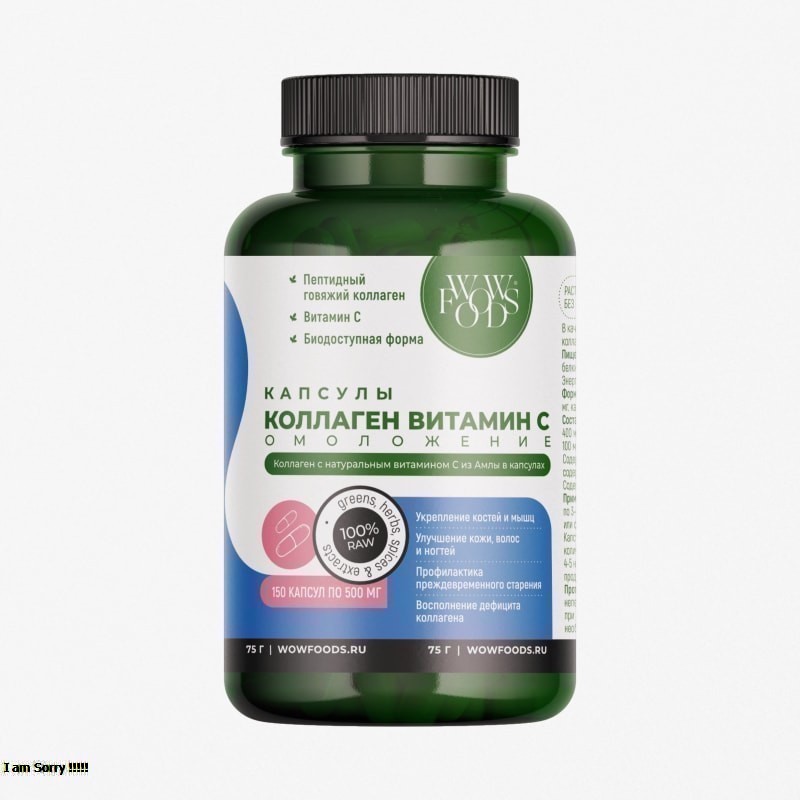 Пептидный
говяжий коллаген
Витамин С
Биодоступная форма
WOW
FOODS
КАПСУЛЫ
КОЛЛАГЕН ВИТАМИН С
ОМОЛОЖЕНИЕ
Коллаген с натуральным витамином С из Амлы в капсулах
greens, herbs, spices & extracts
100%
RAW
150 КАПСУЛ ПО 500 МГ
Укрепление костей и мышц
Улучшение кожи, волос
и ногтей
Профилактика
преждевременного старения
Восполнение дефицита
коллагена
75 Г | WOWFOODS.RU
75 Г | WOWFOODS.RU
I am Sorry !!!!!